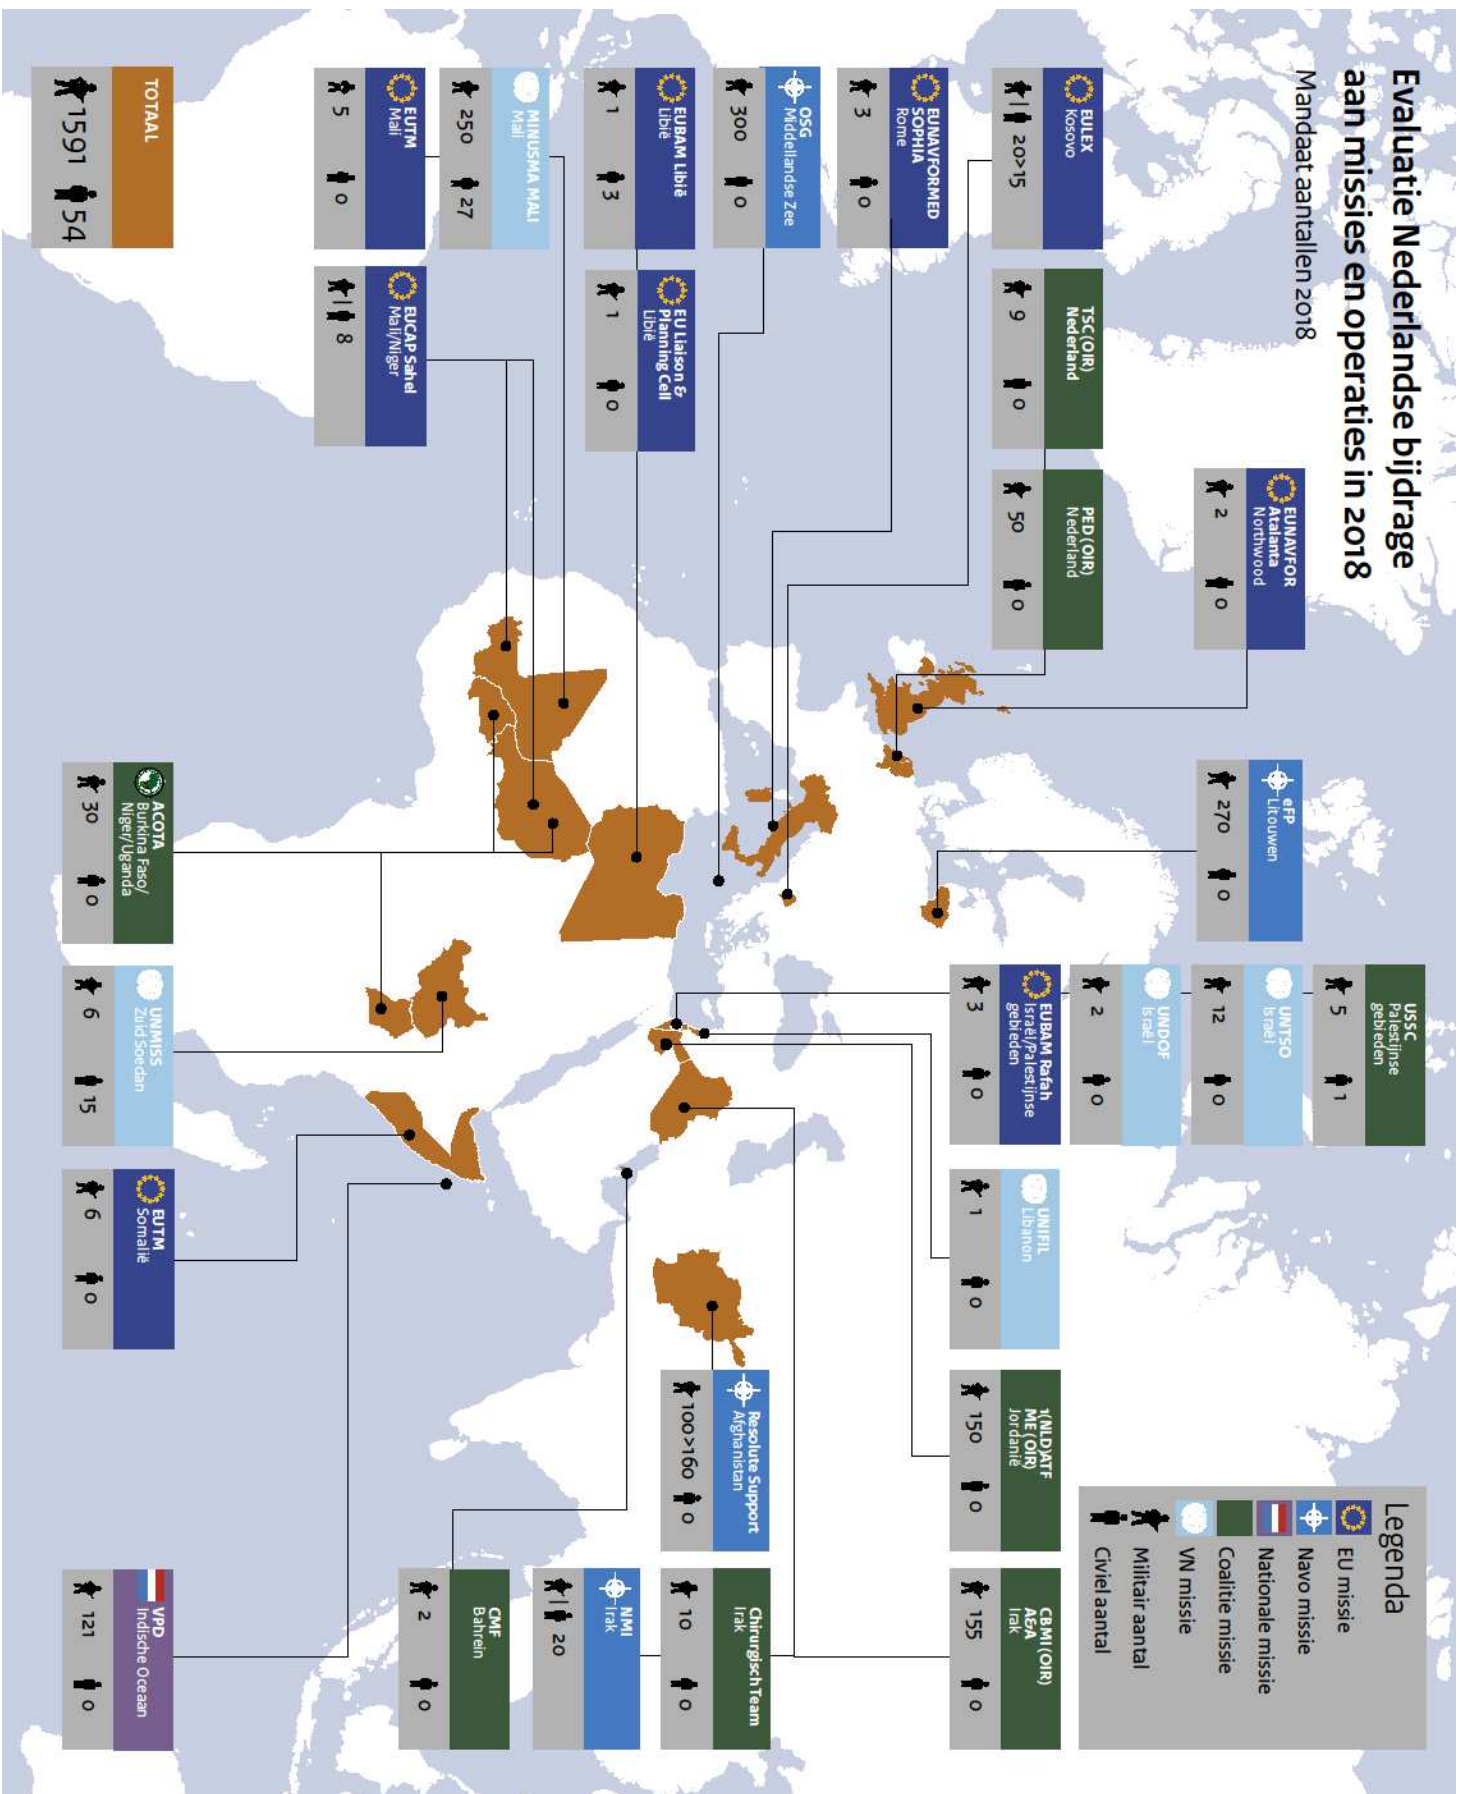 Evaluatie Nederlandse bijdrage
aan missies en operaties in 2018
Mandaat aantallen 2018
EUNAVFOR
Atalanta
Northwood
2 0
eFP
Litouwen
270 0
USSC
Palestijnse
gebieden
5 1
UNTSO
Israël
12 0
UNDOF
Israël
2 0
EUBAM Rafah
Israël/Palestijnse
gebieden
3 0
Legenda
EU missie
Navo missie
Nationale missie
Coalitie missie
VN missie
Militair aantal
Civiel aantal
EULEX
Kosovo
| 20>15
TSC (OIR)
Nederland
9 0
PED (OIR)
Nederland
50 0
UNIFIL
Libanon
1 0
1(NLD)ATF
ME (OIR)
Jordanië
150 0
CBMI (OIR)
A&A
Irak
155 0
EUNAVFORMED
SOPHIA
Rome
3 0
OSG
Middellandse Zee
300 0
Resolute Support
Afghanistan
100>160 0
Chirurgisch Team
Irak
10 0
EUBAM Libië
Libië
1 3
EU Liaison &
Planning Cell
Libië
1 0
NMI
Irak
| 20
MINUSMA MALI
Mali
250 27
CMF
Bahrein
2 0
EUTM
Mali
5 0
EUCAP Sahel
Mali/Niger
| 8
TOTAAL
1591 54
ACOTA
Burkina Faso/
Niger/Uganda
30 0
UNMISS
Zuid Soedan
6 15
EUTM
Somalië
6 0
VPD
Indische Oceaan
121 0